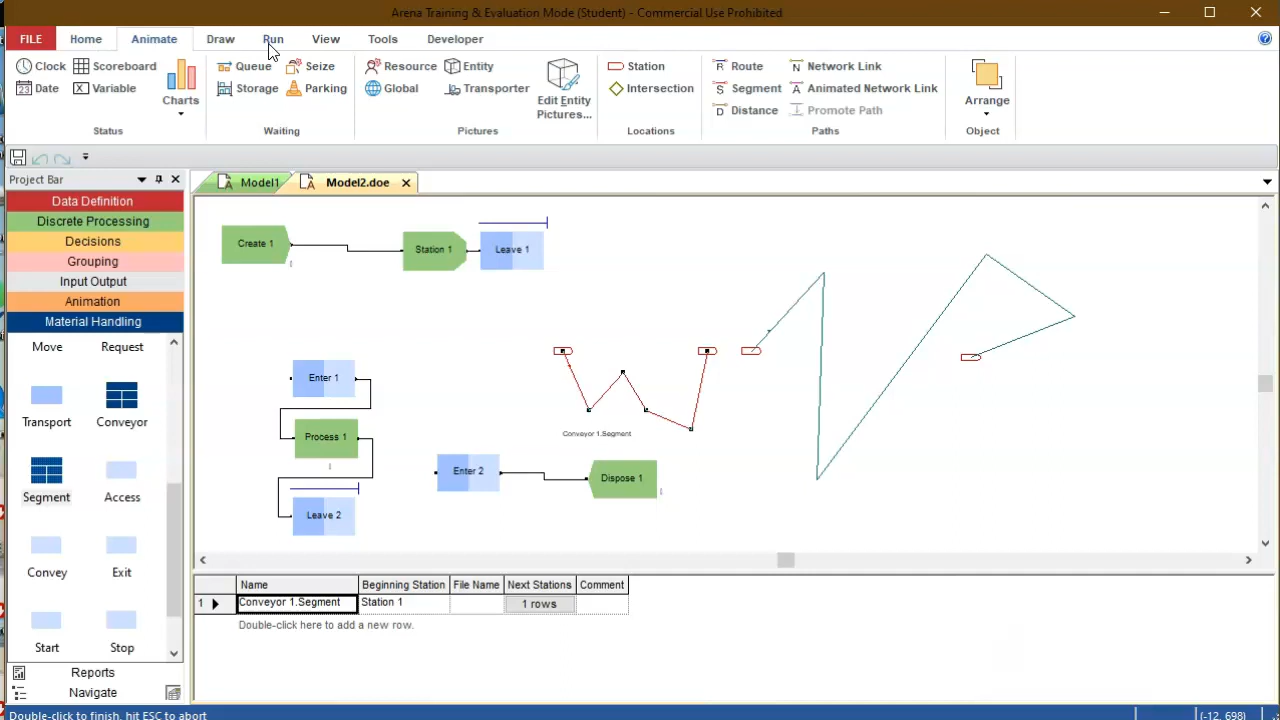 Arena Training & Evaluation Mode (Student) - Commercial Use Prohibited
FILE Home Animate Draw Run View Tools Developer
Clock Scoreboard Queue Seize Resource Entity Station Route Network Link
Date Variable Charts Storage Parking Global Transporter Edit Entity Pictures... Intersection Segment Animated Network Link Arrange
Distance Promote Path
Status Waiting Pictures Locations Paths Object
Project Bar
Model1 Model2.doe
Data Definition
Discrete Processing
Decisions
Grouping
Input Output
Animation
Material Handling
Move Request
Transport Conveyor
Segment Access
Convey Exit
Start Stop
Reports
Navigate
Create 1
Station 1
Leave 1
Enter 1
Process 1
Leave 2
Conveyor 1.Segment
Enter 2
Dispose 1
Name Beginning Station File Name Next Stations Comment
1 Conveyor 1.Segment Station 1 1 rows
Double-click here to add a new row.
Double-click to finish, hit ESC to abort
(-12, 698)